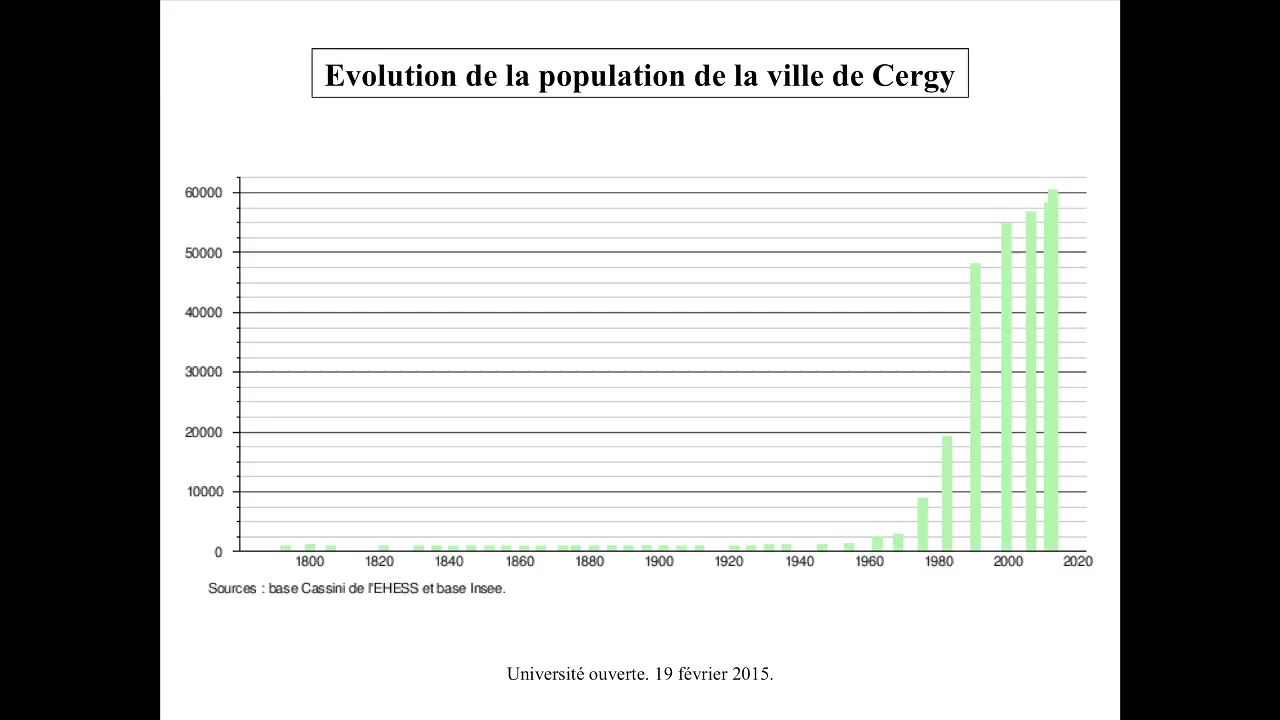 Evolution de la population de la ville de Cergy
60000
50000
40000
30000
20000
10000
0
1800 1820 1840 1860 1880 1900 1920 1940 1960 1980 2000 2020
Sources : base Cassini de l'EHESS et base Insee.
Université ouverte. 19 février 2015.